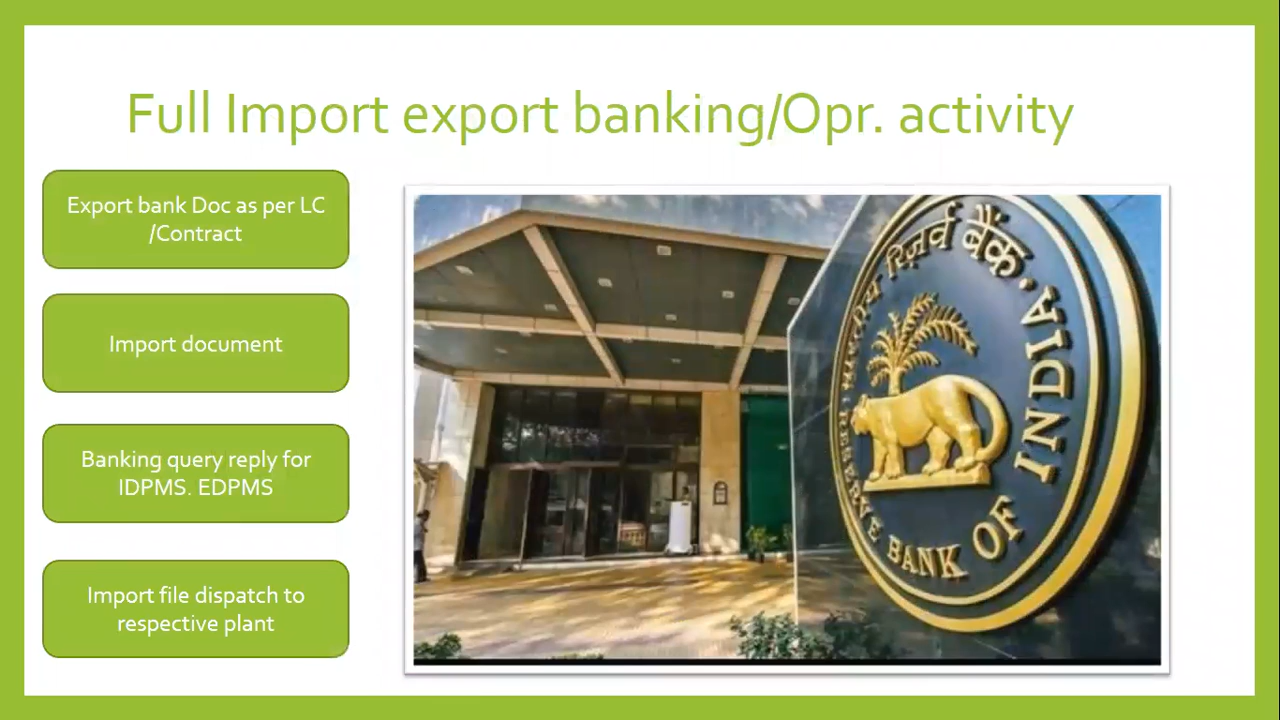 Full Import export banking/Opr. activity
Export bank Doc as per LC
/Contract
Import document
Banking query reply for
IDPMS. EDPMS
Import file dispatch to
respective plant
भारतीय रिज़र्व बैंक
RESERVE BANK OF INDIA